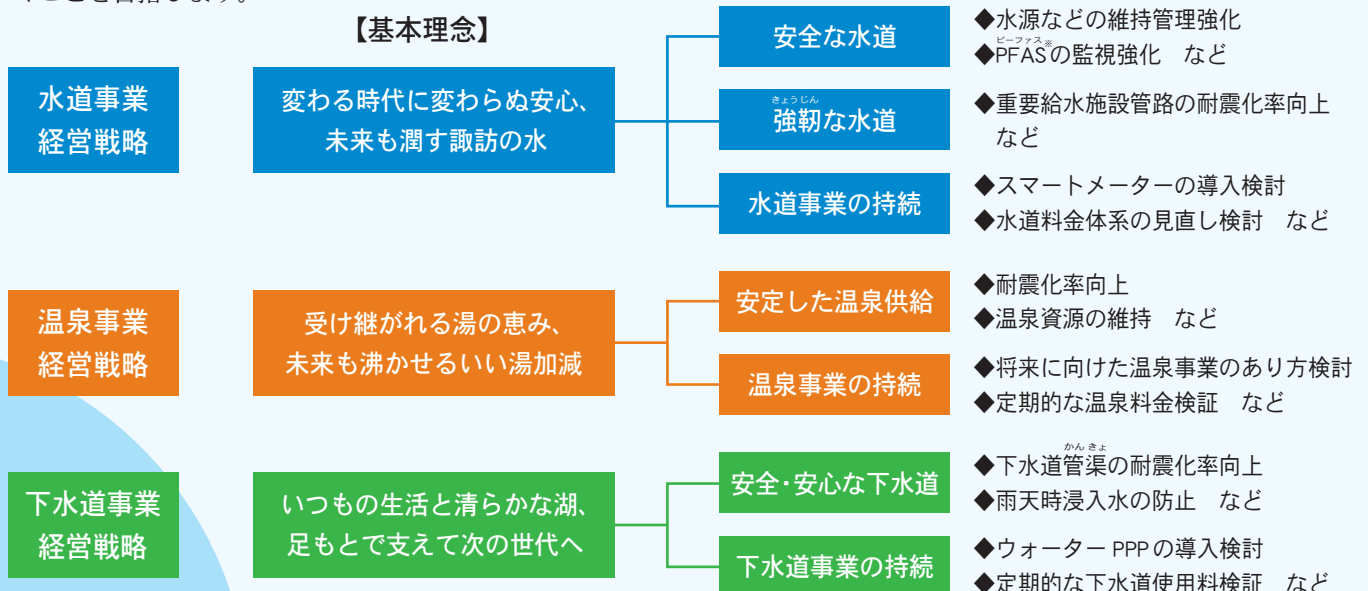 くことを目指します。
【基本理念】
水道事業
経営戦略
変わる時代に変わらぬ安心、
未来も潤す諏訪の水
安全な水道
◆水源などの維持管理強化
ピーファス
◆PFAS※の監視強化　など
きょうじん
強靭な水道
◆重要給水施設管路の耐震化率向上
など
水道事業の持続
◆スマートメーターの導入検討
◆水道料金体系の見直し検討　など
温泉事業
経営戦略
受け継がれる湯の恵み、
未来も沸かせるいい湯加減
安定した温泉供給
◆耐震化率向上
◆温泉資源の維持　など
温泉事業の持続
◆将来に向けた温泉事業のあり方検討
◆定期的な温泉料金検証　など
下水道事業
経営戦略
いつもの生活と清らかな湖、
足もとで支えて次の世代へ
安全・安心な下水道
かんきょ
◆下水道管渠の耐震化率向上
◆雨天時浸入水の防止　など
下水道事業の持続
◆ウォーターPPPの導入検討
◆定期的な下水道使用料検証　など